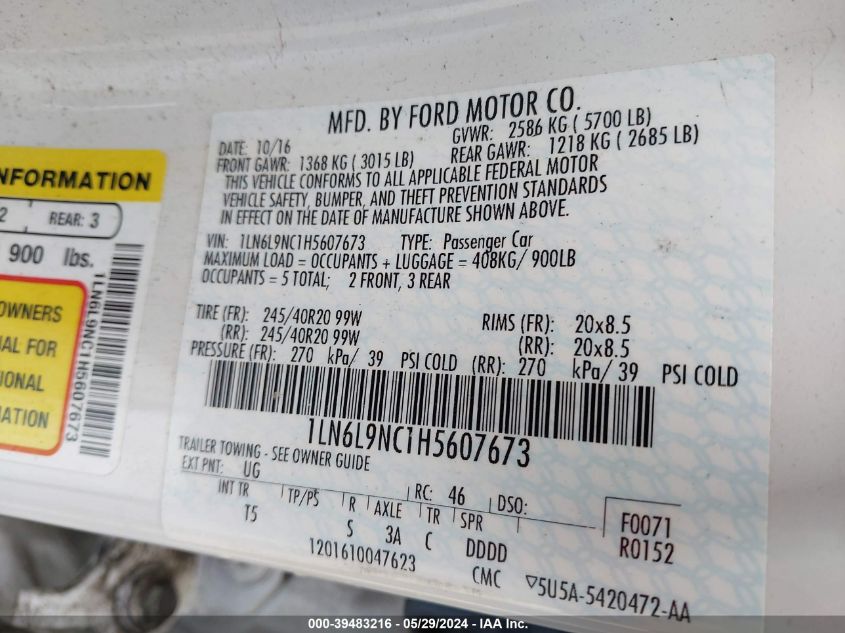 NFORMATION
2 REAR: 3
900 lbs.
OWNERS
IAL FOR
IONAL
ATION
1LN6L9NC1H5607673
MFD. BY FORD MOTOR CO.
DATE: 10/16 GVWR: 2586 KG ( 5700 LB)
FRONT GAWR: 1368 KG ( 3015 LB) REAR GAWR: 1218 KG ( 2685 LB)
THIS VEHICLE CONFORMS TO ALL APPLICABLE FEDERAL MOTOR
VEHICLE SAFETY, BUMPER, AND THEFT PREVENTION STANDARDS
IN EFFECT ON THE DATE OF MANUFACTURE SHOWN ABOVE.
VIN: 1LN6L9NC1H5607673 TYPE: Passenger Car
MAXIMUM LOAD = OCCUPANTS + LUGGAGE = 408KG/ 900LB
OCCUPANTS = 5 TOTAL; 2 FRONT, 3 REAR
TIRE (FR): 245/40R20 99W RIMS (FR): 20x8.5
(RR): 245/40R20 99W (RR): 20x8.5
PRESSURE (FR): 270 kPa/ 39 PSI COLD (RR): 270 kPa/ 39 PSI COLD
1LN6L9NC1H5607673
TRAILER TOWING - SEE OWNER GUIDE
EXT PNT: UG RC: 46 DSO:
INT TR TP/PS R AXLE TR SPR F0071
T5 S 3A C DDDD R0152
1201610047623 CMC ▽5U5A-5420472-AA
000-39483216 - 05/29/2024 - IAA Inc.